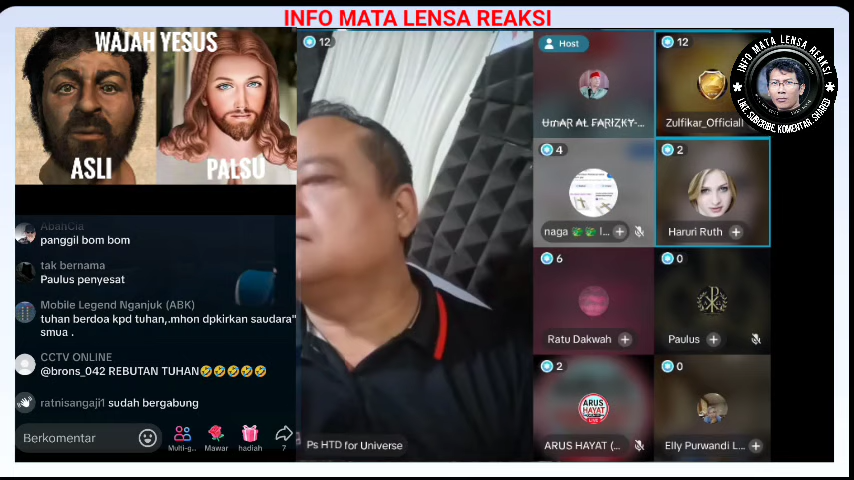 INFO MATA LENSA REAKSI
WAJAH YESUS
ASLI
PALSU
12
Host
UmAR AL FARIZKY-...
12
Zulfikar_Official
INFO MATA LENSA REAKSI
LIKE, SUBCRIBE, KOMENTAR, SHARED
4
naga I...
2
Haruri Ruth
6
Ratu Dakwah
0
Paulus
2
ARUS HAYAT
LIVE
ARUS HAYAT (...
0
Elly Purwandi L...
AbahCia
panggil bom bom
tak bernama
Paulus penyesat
Mobile Legend Nganjuk (ABK)
tuhan berdoa kpd tuhan,.mhon dpkirkan saudara"
smua .
CCTV ONLINE
@brons_042 REBUTAN TUHAN🤣🤣🤣🤣🤣
ratnisangaji1 sudah bergabung
Berkomentar
Multi-g...
Mawar
hadiah
7
Ps HTD for Universe